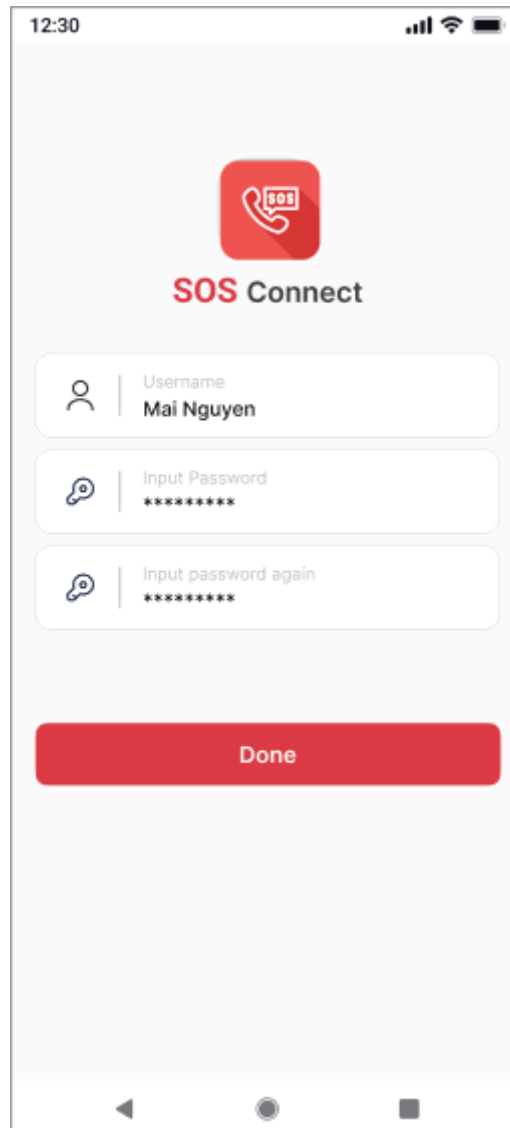 12:30
SOS
SOS Connect
Username
Mai Nguyen
Input Password
*********
Input password again
*********
Done